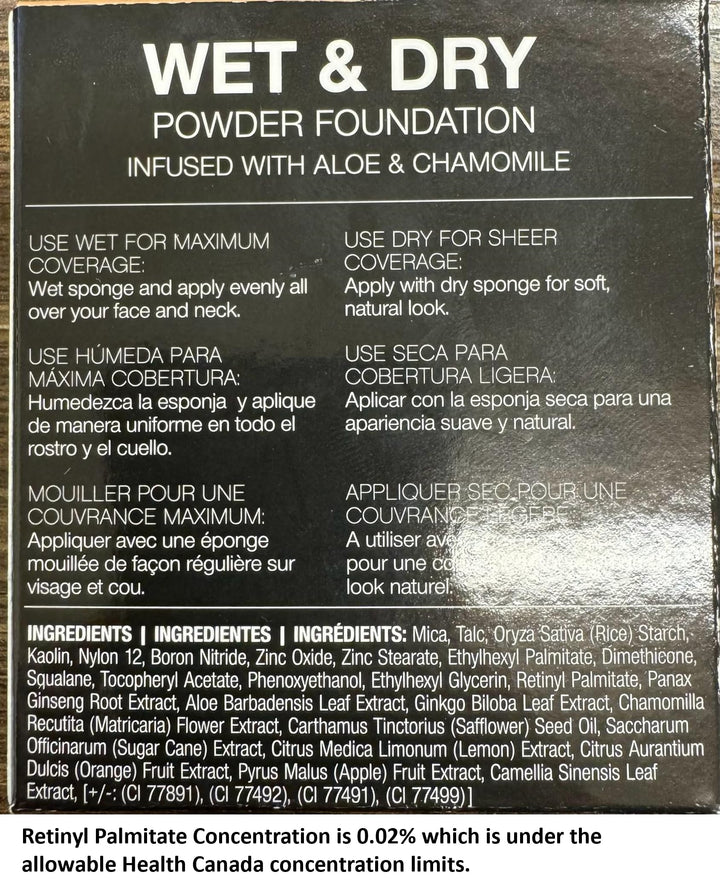 WET & DRY
POWDER FOUNDATION
INFUSED WITH ALOE & CHAMOMILE
USE WET FOR MAXIMUM
COVERAGE:
Wet sponge and apply evenly all
over your face and neck.
USE DRY FOR SHEER
COVERAGE:
Apply with dry sponge for soft,
natural look.
USE HÚMEDA PARA
MÁXIMA COBERTURA:
Humedezca la esponja y aplique
de manera uniforme en todo el
rostro y el cuello.
USE SECA PARA
COBERTURA LIGERA:
Aplicar con la esponja seca para una
apariencia suave y natural.
MOUILLER POUR UNE
COUVRANCE MAXIMUM:
Appliquer avec une éponge
mouillée de façon régulière sur
visage et cou.
APPLIQUER SEC POUR UNE
COUVRANCE
A utiliser
pour une
look naturel.
INGREDIENTS | INGREDIENTES | INGRÉDIENTS: Mica, Talc, Oryza Sativa (Rice) Starch,
Kaolin, Nylon 12, Boron Nitride, Zinc Oxide, Zinc Stearate, Ethylhexyl Palmitate, Dimethicone,
Squalane, Tocopheryl Acetate, Phenoxyethanol, Ethylhexyl Glycerin, Retinyl Palmitate, Panax
Ginseng Root Extract, Aloe Barbadensis Leaf Extract, Ginkgo Biloba Leaf Extract, Chamomilla
Recutita (Matricaria) Flower Extract, Carthamus Tinctorius (Safflower) Seed Oil, Saccharum
Officinarum (Sugar Cane) Extract, Citrus Medica Limonum (Lemon) Extract, Citrus Aurantium
Dulcis (Orange) Fruit Extract, Pyrus Malus (Apple) Fruit Extract, Camellia Sinensis Leaf
Extract, [+/-: (CI 77891), (CI 77492), (CI 77491), (CI 77499)]
Retinyl Palmitate Concentration is 0.02% which is under the
allowable Health Canada concentration limits.